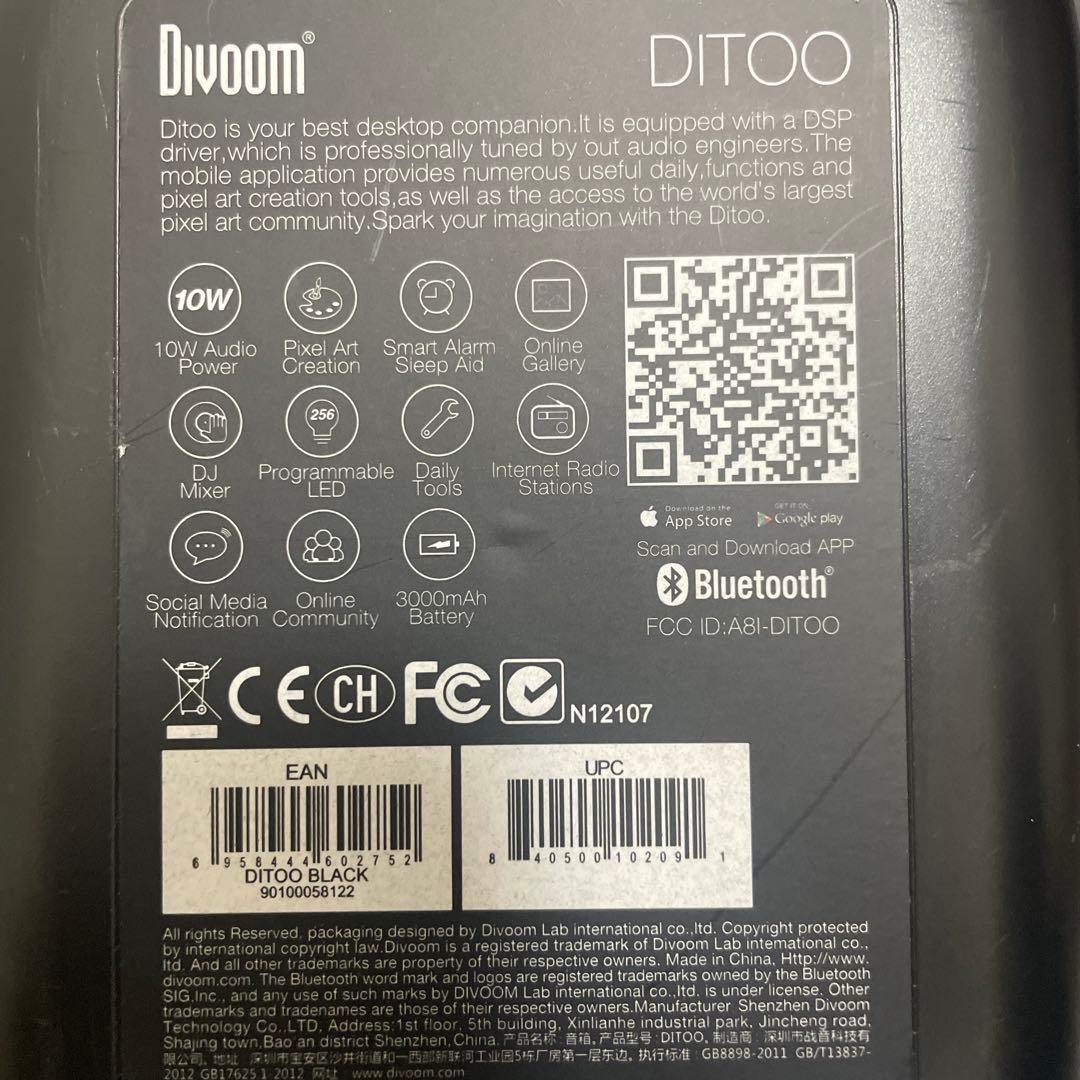 DIVOOM®
DITOO
Ditoo is your best desktop companion.It is equipped with a DSP
driver,which is professionally tuned by out audio engineers.The
mobile application provides numerous useful daily,functions and
pixel art creation tools,as well as the access to the world's largest
pixel art community.Spark your imagination with the Ditoo.
10W
10W Audio
Power
Pixel Art
Creation
Smart Alarm
Sleep Aid
Online
Gallery
DJ
Mixer
256
Programmable
LED
Daily
Tools
Internet Radio
Stations
Social Media
Notification
Online
Community
3000mAh
Battery
Download on the
App Store
GET IT ON
Google play
Scan and Download APP
Bluetooth®
FCC ID:A8I-DITOO
CE CH FC N12107
EAN
6 958444 602752
DITOO BLACK
90100058122
UPC
8 40500 10209 1
All rights Reserved, packaging designed by Divoom Lab international co.,ltd. Copyright protected
by international copyright law.Divoom is a registered trademark of Divoom Lab international co.,
ltd. And all other trademarks are property of their respective owners. Made in China, Http://www.
divoom.com. The Bluetooth word mark and logos are registered trademarks owned by the Bluetooth
SIG,Inc., and any use of such marks by DIVOOM Lab international co.,ltd. is under license. Other
trademarks and tradenames are those of their respective owners.Manufacturer Shenzhen Divoom
Technology Co.,LTD, Address:1st floor, 5th building, Xinlianhe industrial park, Jincheng road,
Shajing town,Bao'an district Shenzhen,China. 产品名称:音箱,产品型号:DITOO, 制造商:深圳市战音科技有
限公司, 地址:深圳市宝安区沙井街道和一西部新联河工业园5栋厂房第一层东边, 执行标准:GB8898-2011 GB/T13837-
2012 GB17625.1-2012 网址:www.divoom.com